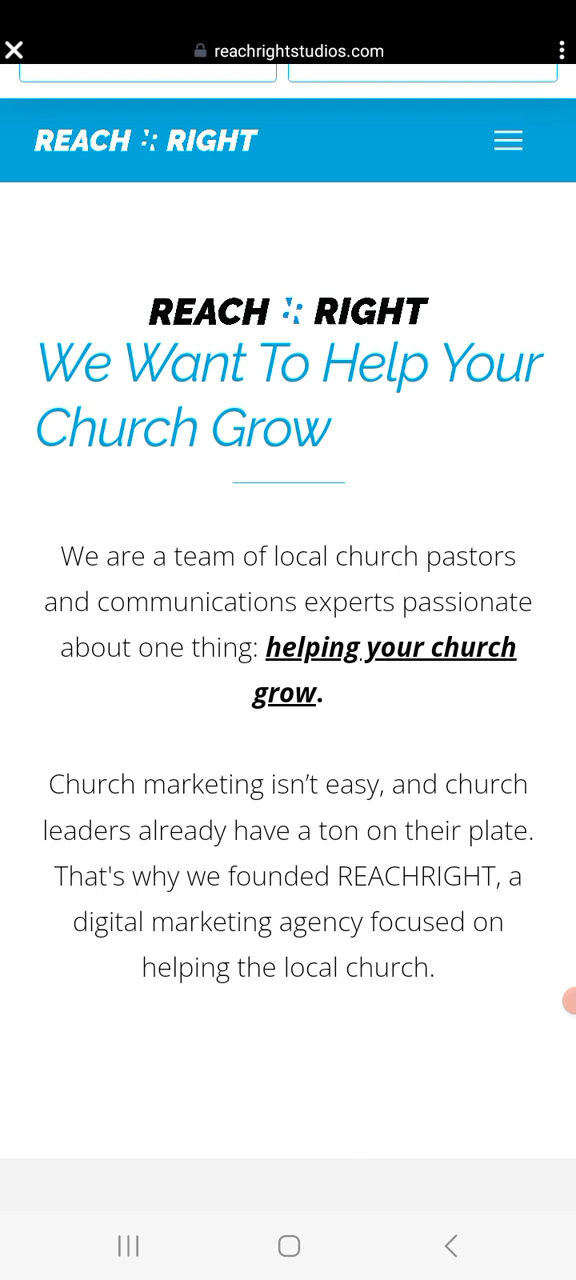 reachrightstudios.com
REACH RIGHT
REACH RIGHT
We Want To Help Your
Church Grow
We are a team of local church pastors
and communications experts passionate
about one thing: helping your church
grow.
Church marketing isn’t easy, and church
leaders already have a ton on their plate.
That's why we founded REACHRIGHT, a
digital marketing agency focused on
helping the local church.